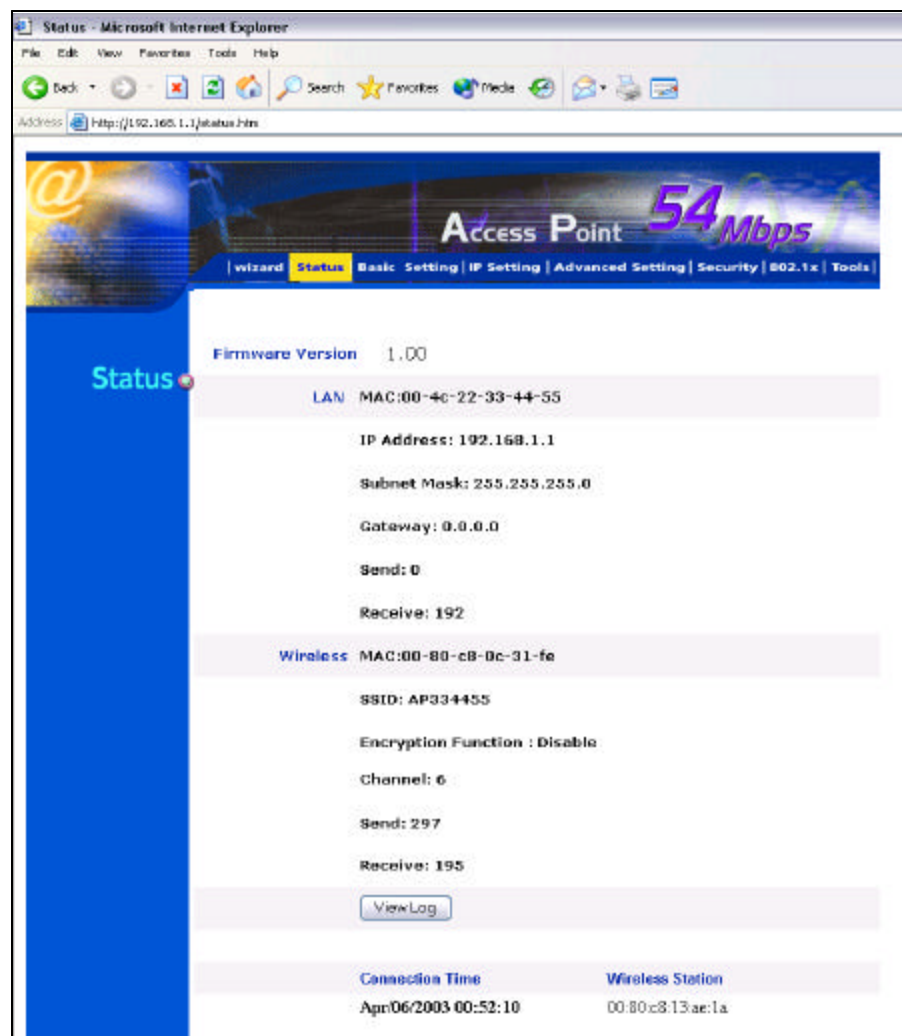 Status - Microsoft Internet Explorer
File Edit View Favorites Tools Help
Back Search Favorites Media
Address http://192.168.1.1/status.htm
@
Access Point 54 Mbps
wizard | Status | Basic Setting | IP Setting | Advanced Setting | Security | 802.1x | Tools |
Status
Firmware Version 1.00
LAN MAC:00-4c-22-33-44-55
IP Address: 192.168.1.1
Subnet Mask: 255.255.255.0
Gateway: 0.0.0.0
Send: 0
Receive: 192
Wireless MAC:00-80-c8-0c-31-fe
SSID: AP334455
Encryption Function : Disable
Channel: 6
Send: 297
Receive: 195
View Log
Connection Time Wireless Station
Apr/06/2003 00:52:10 00:80:c8:13:ae:1a